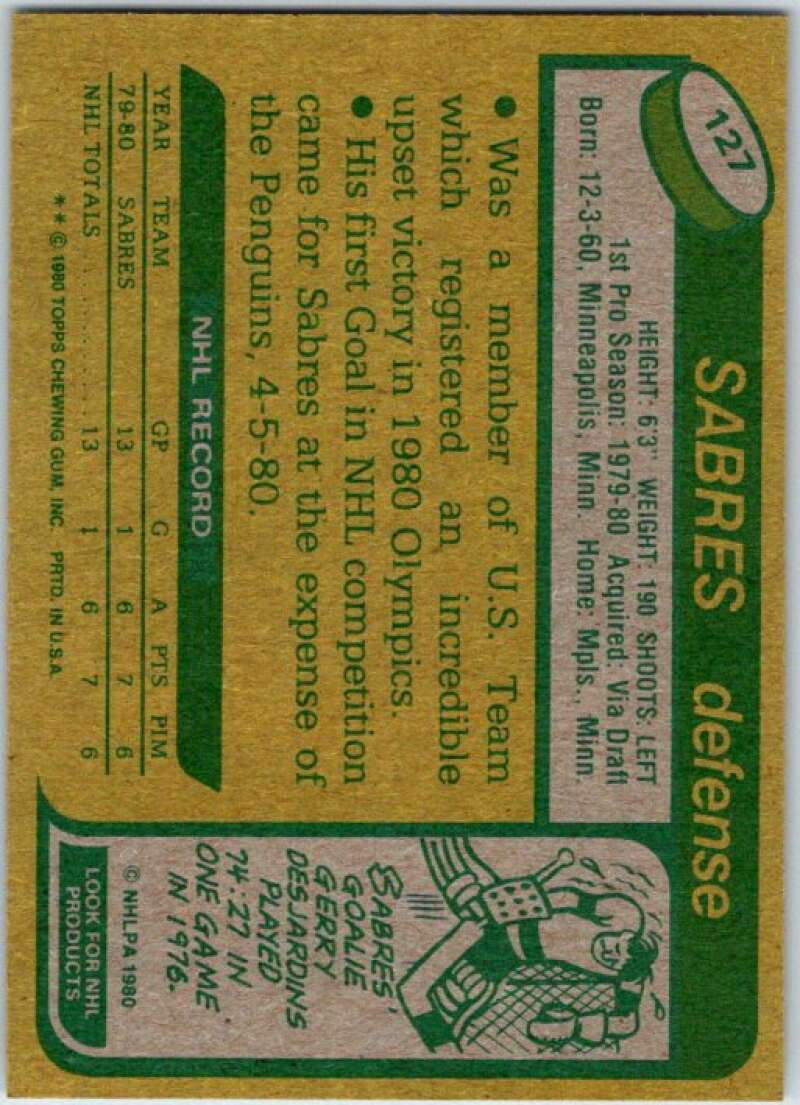 127
SABRES defense
HEIGHT: 6'3" WEIGHT: 190 SHOOTS: LEFT
1st Pro Season: 1979-80 Acquired: Via Draft
Born: 12-3-60, Minneapolis, Minn. Home: Mpls., Minn.
● Was a member of U.S. Team
which registered an incredible
upset victory in 1980 Olympics.
● His first Goal in NHL competition
came for Sabres at the expense of
the Penguins, 4-5-80.
NHL RECORD
YEAR TEAM GP G A PTS PIM
79-80 SABRES 13 1 6 7 6
NHL TOTALS .............. 13 1 6 7 6
**© 1980 TOPPS CHEWING GUM, INC. PRTD. IN U.S.A.
SABRES'
GOALIE
GERRY
DESJARDINS
PLAYED
74:27 IN
ONE GAME
IN 1976.
© NHLPA 1980
LOOK FOR NHL
PRODUCTS